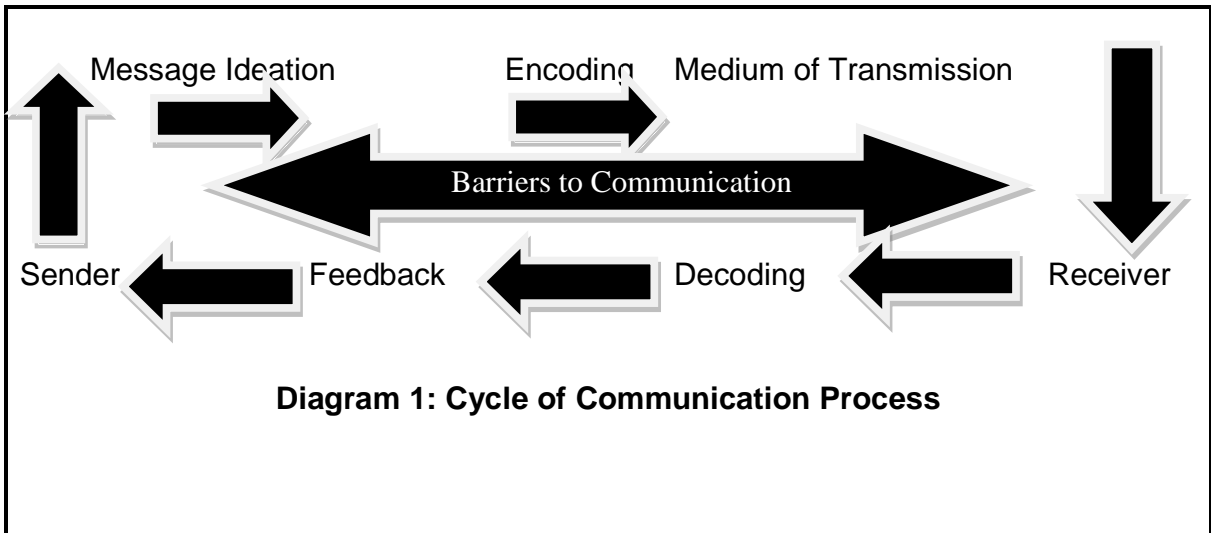 Message Ideation Encoding Medium of Transmission
Barriers to Communication
Sender Feedback Decoding Receiver
Diagram 1: Cycle of Communication Process